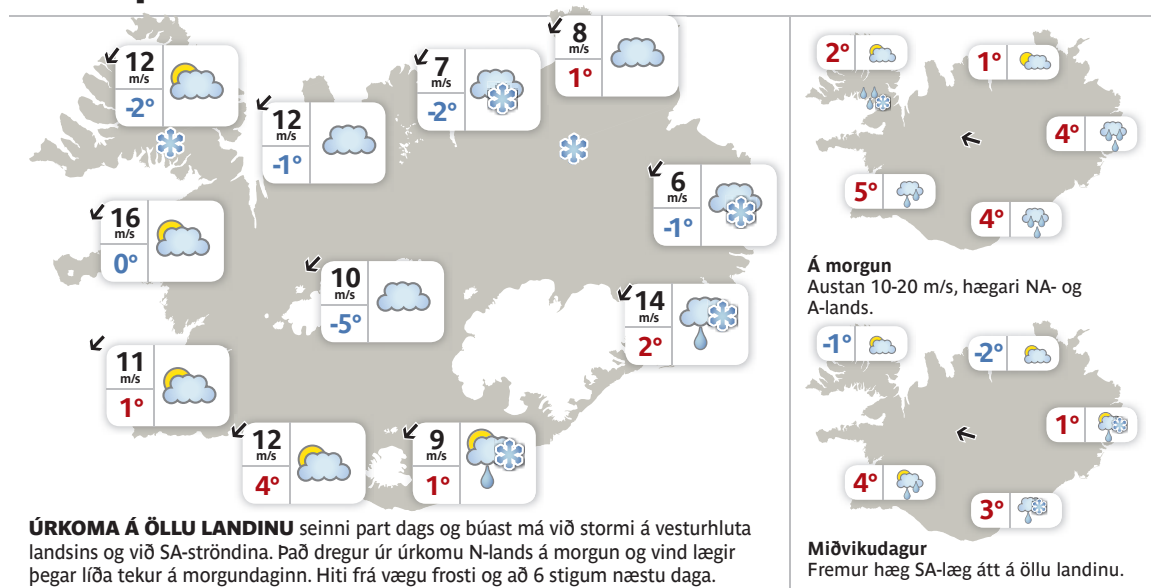 8
m/s
1°
12
m/s
-2°
7
m/s
-2°
12
m/s
-1°
6
m/s
-1°
16
m/s
0°
10
m/s
-5°
14
m/s
2°
11
m/s
1°
12
m/s
4°
9
m/s
1°
ÚRKOMA Á ÖLLU LANDINU seinni part dags og búast má við stormi á vesturhluta
landsins og við SA-ströndina. Það dregur úr úrkomu N-lands á morgun og vind lægir
þegar líða tekur á morgundaginn. Hiti frá vægu frosti og að 6 stigum næstu daga.
2°
1°
4°
5°
4°
Á morgun
Austan 10-20 m/s, hægari NA- og
A-lands.
-1°
-2°
1°
4°
3°
Miðvikudagur
Fremur hæg SA-læg átt á öllu landinu.